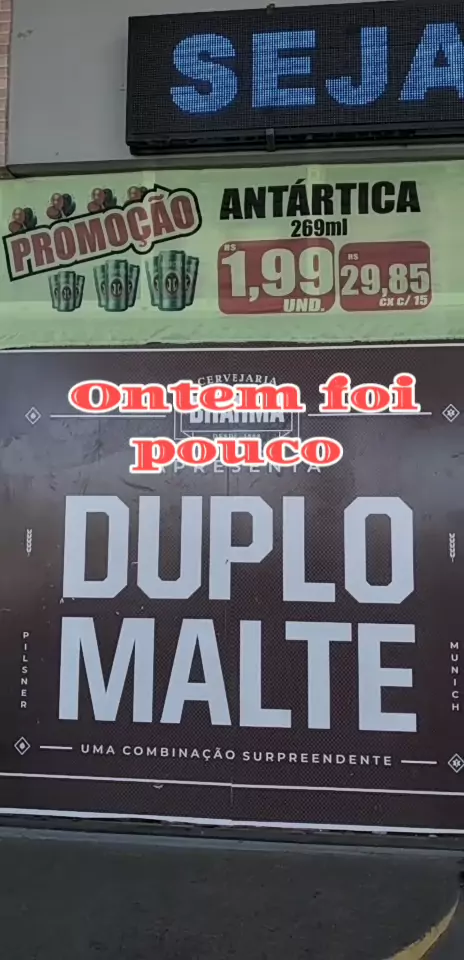 SEJA
PROMOÇÃO
ANTÁRTICA
269ml
R$ 1,99 UND.
R$ 29,85 cx c/ 15
CERVEJARIA
Ontem foi
BRAHMA
pouco
APRESENTA
DUPLO
MALTE
PILSNER
MUNICH
UMA COMBINAÇÃO SURPREENDENTE